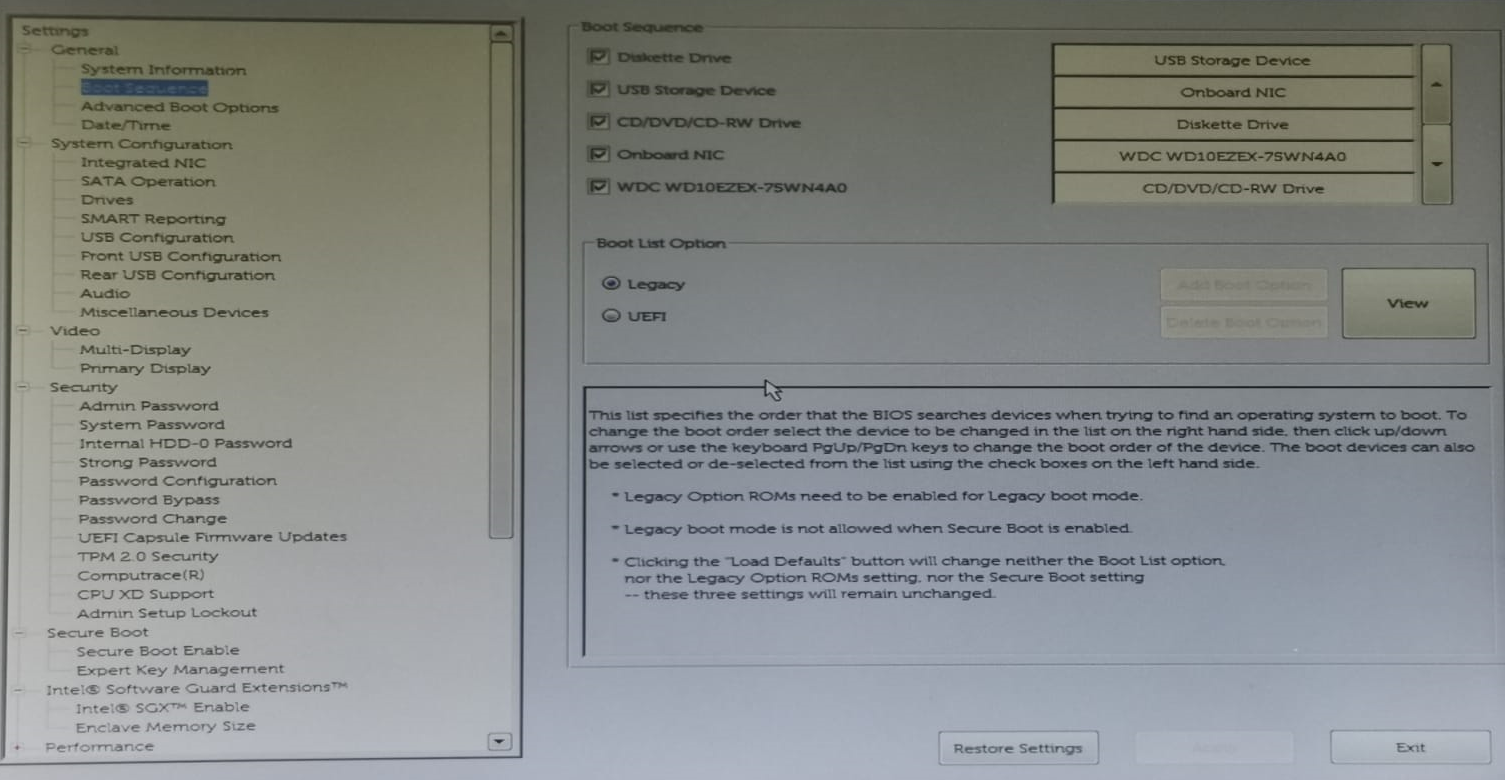 Settings
General
System Information
Boot Sequence
Advanced Boot Options
Date/Time
System Configuration
Integrated NIC
SATA Operation
Drives
SMART Reporting
USB Configuration
Front USB Configuration
Rear USB Configuration
Audio
Miscellaneous Devices
Video
Multi-Display
Primary Display
Security
Admin Password
System Password
Internal HDD-0 Password
Strong Password
Password Configuration
Password Bypass
Password Change
UEFI Capsule Firmware Updates
TPM 2.0 Security
Computrace(R)
CPU XD Support
Admin Setup Lockout
Secure Boot
Secure Boot Enable
Expert Key Management
Intel® Software Guard Extensions™
Intel® SGX™ Enable
Enclave Memory Size
Performance
Boot Sequence
Diskette Drive
USB Storage Device
CD/DVD/CD-RW Drive
Onboard NIC
WDC WD10EZEX-75WN4A0
USB Storage Device
Onboard NIC
Diskette Drive
WDC WD10EZEX-75WN4A0
CD/DVD/CD-RW Drive
Boot List Option
Legacy
UEFI
Add Boot Option
Delete Boot Option
View
This list specifies the order that the BIOS searches devices when trying to find an operating system to boot. To
change the boot order select the device to be changed in the list on the right hand side, then click up/down
arrows or use the keyboard PgUp/PgDn keys to change the boot order of the device. The boot devices can also
be selected or de-selected from the list using the check boxes on the left hand side.
* Legacy Option ROMs need to be enabled for Legacy boot mode.
* Legacy boot mode is not allowed when Secure Boot is enabled.
* Clicking the "Load Defaults" button will change neither the Boot List option,
nor the Legacy Option ROMs setting, nor the Secure Boot setting
-- these three settings will remain unchanged.
Restore Settings
Exit